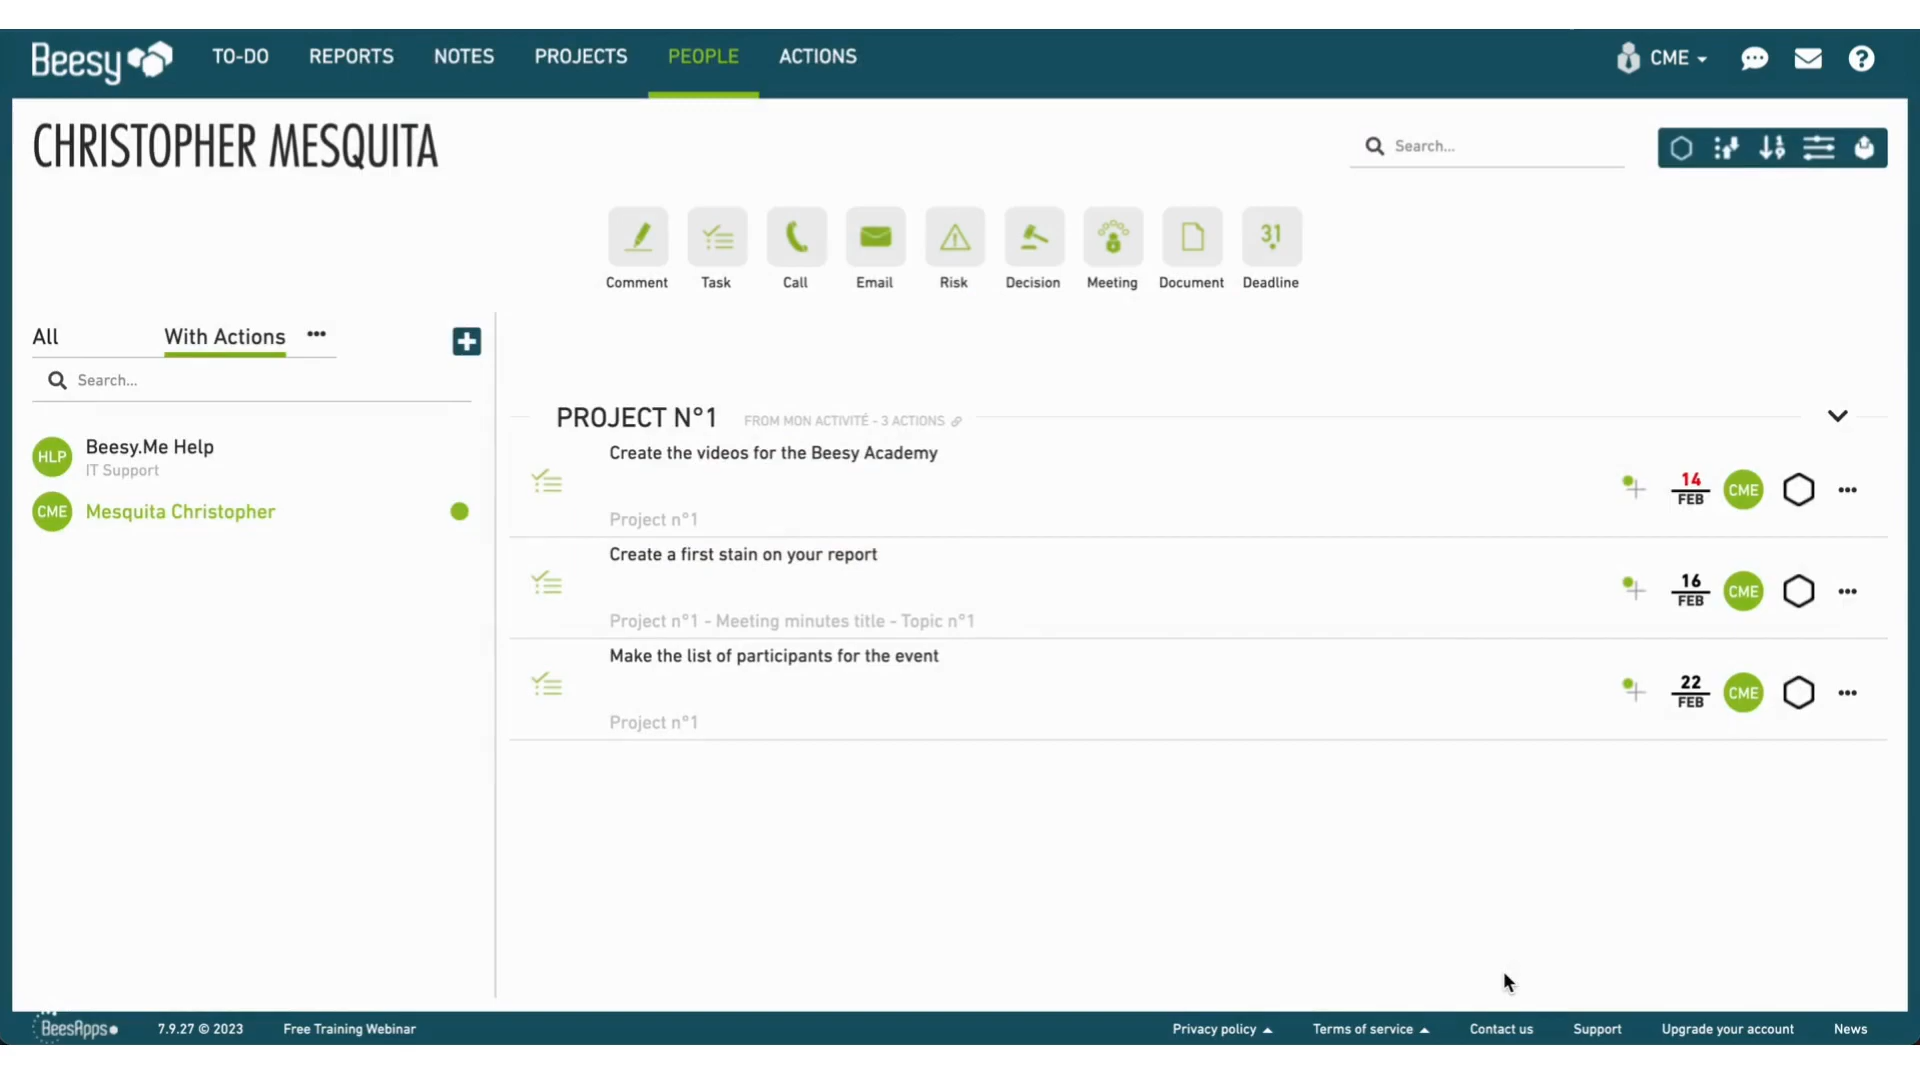 Beesy
TO-DO REPORTS NOTES PROJECTS PEOPLE ACTIONS CME
CHRISTOPHER MESQUITA
Search...
31
Comment Task Call Email Risk Decision Meeting Document Deadline
All With Actions
Search...
HLP Beesy.Me Help
IT Support
CME Mesquita Christopher
PROJECT N°1 FROM MON ACTIVITÉ - 3 ACTIONS
Create the videos for the Beesy Academy
14
FEB
CME
Project n°1
Create a first stain on your report
16
FEB
CME
Project n°1 - Meeting minutes title - Topic n°1
Make the list of participants for the event
22
FEB
CME
Project n°1
BeesApps 7.9.27 © 2023 Free Training Webinar Privacy policy Terms of service Contact us Support Upgrade your account News